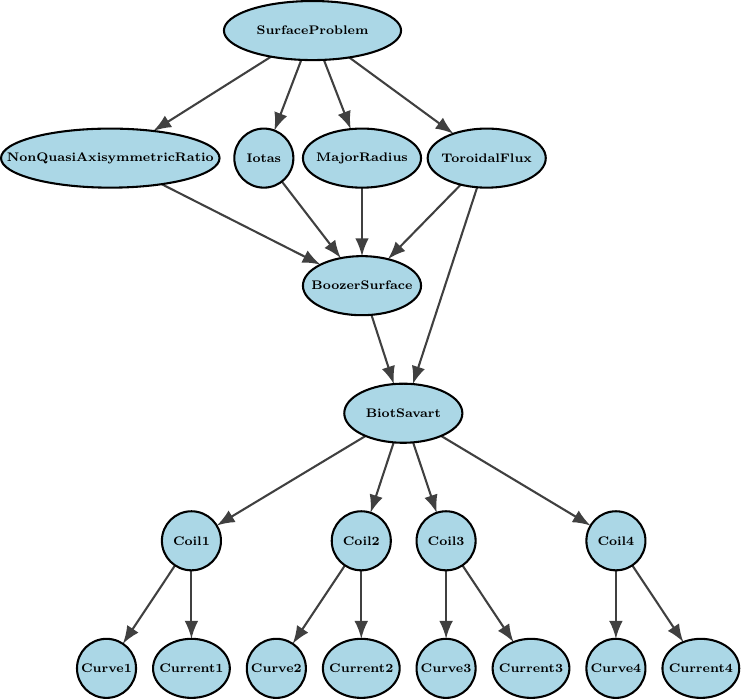 SurfaceProblem
NonQuasiAxisymmetricRatio
Iotas
MajorRadius
ToroidalFlux
BoozerSurface
BiotSavart
Coil1
Coil2
Coil3
Coil4
Curve1
Current1
Curve2
Current2
Curve3
Current3
Curve4
Current4